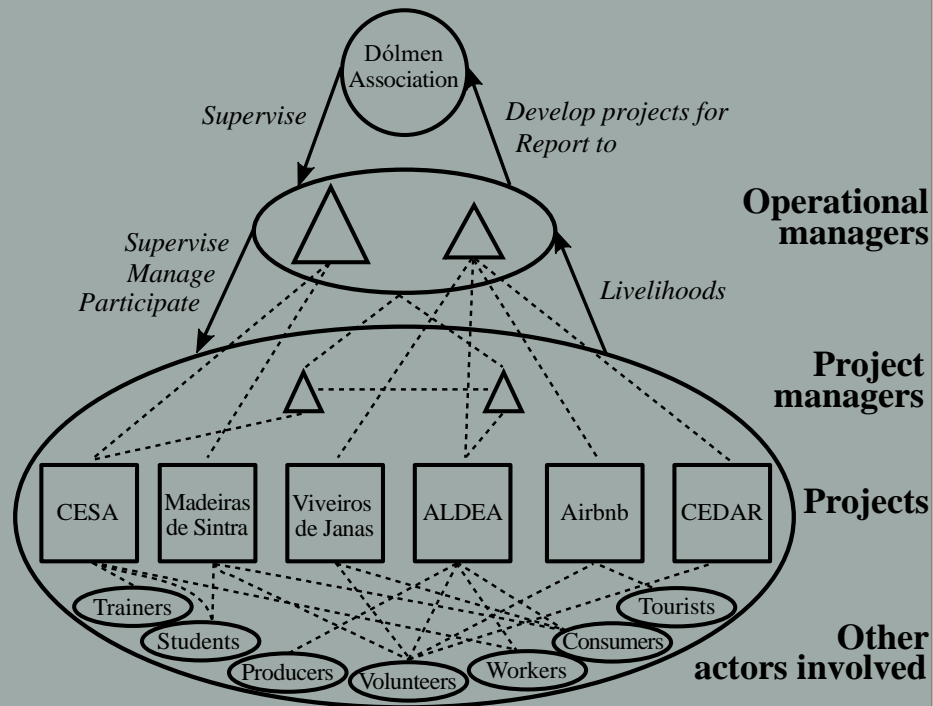 Dólmen
Association
Supervise
Develop projects for
Report to
Operational
managers
Supervise
Manage
Participate
Livelihoods
Project
managers
CESA
Madeiras
de Sintra
Viveiros
de Janas
ALDEA
Airbnb
CEDAR
Projects
Trainers
Students
Producers
Volunteers
Workers
Consumers
Tourists
Other
actors involved